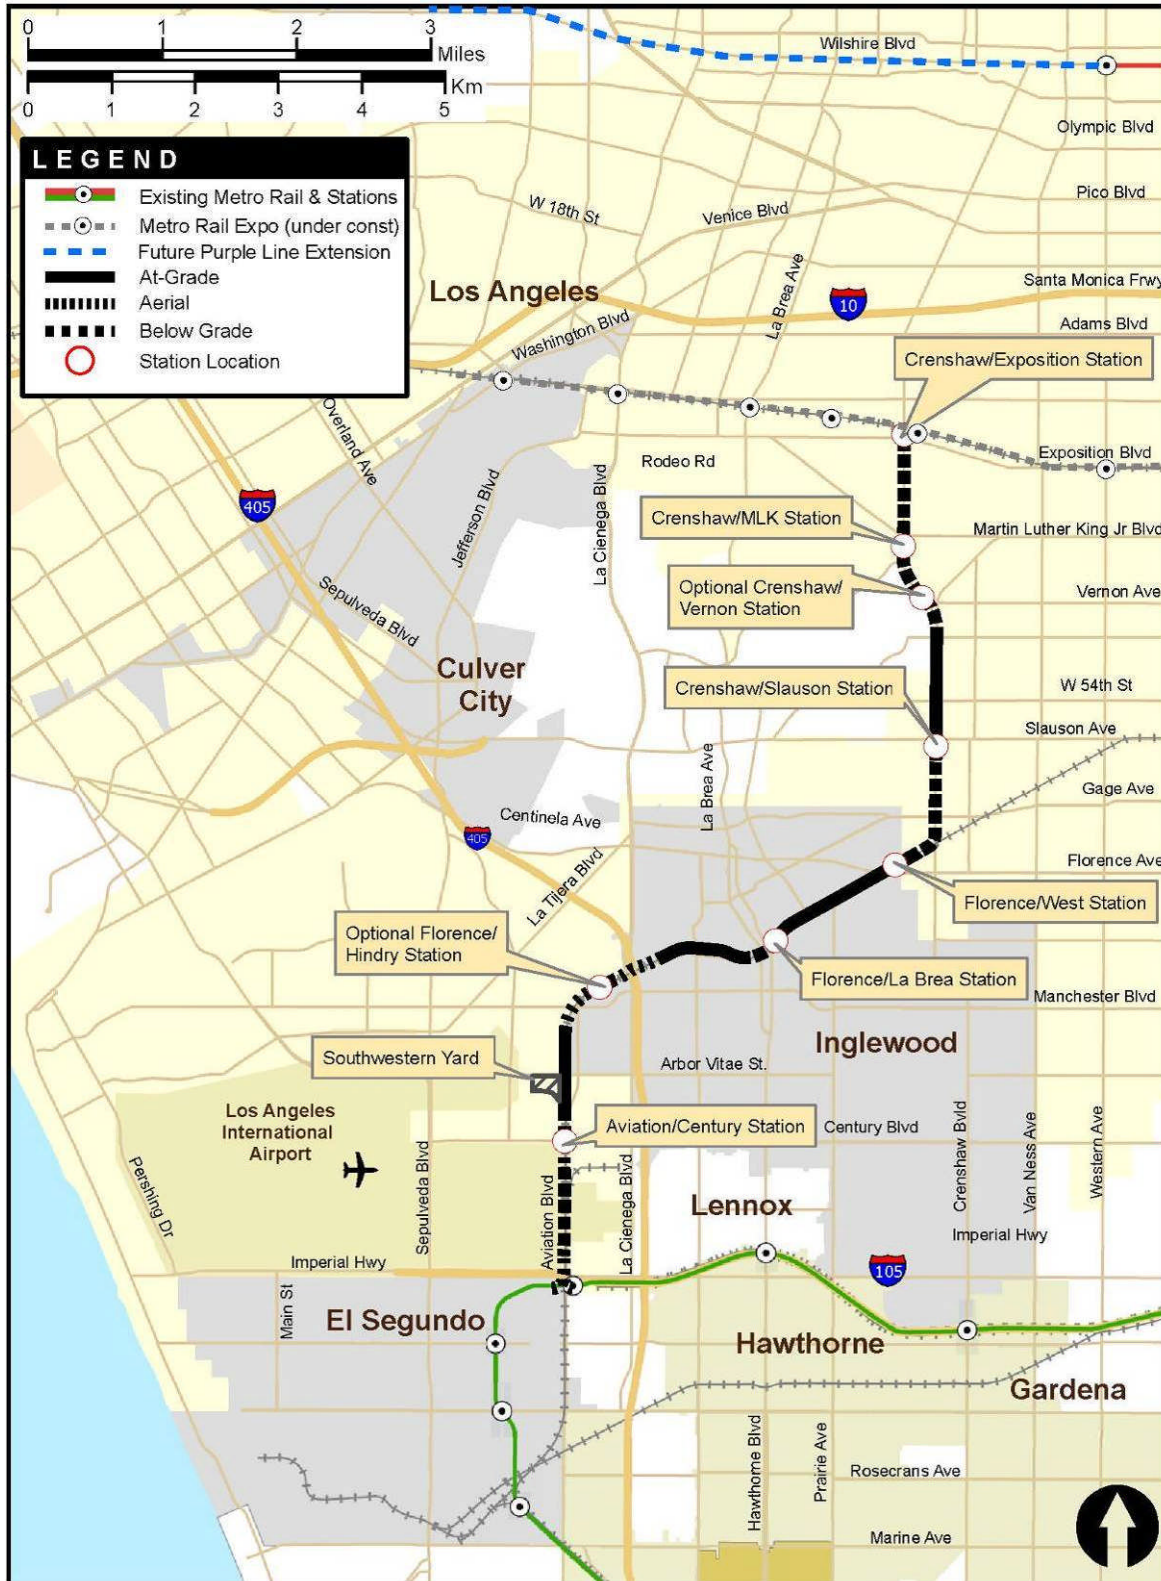 0 1 2 3
Miles
Km
0 1 2 3 4 5
LEGEND
Existing Metro Rail & Stations
Metro Rail Expo (under const)
Future Purple Line Extension
At-Grade
Aerial
Below Grade
Station Location
Wilshire Blvd
Olympic Blvd
Pico Blvd
W 18th St
Venice Blvd
La Brea Ave
Santa Monica Frwy
Los Angeles
10
Adams Blvd
Washington Blvd
Crenshaw/Exposition Station
Overland Ave
Exposition Blvd
Rodeo Rd
405
Jefferson Blvd
La Cienega Blvd
Crenshaw/MLK Station
Martin Luther King Jr Blvd
Optional Crenshaw/
Vernon Station
Vernon Ave
Sepulveda Blvd
Culver
City
Crenshaw/Slauson Station
W 54th St
Slauson Ave
La Brea Ave
Gage Ave
Centinela Ave
405
Florence Ave
La Tijera Blvd
Florence/West Station
Optional Florence/
Hindry Station
Florence/La Brea Station
Manchester Blvd
Inglewood
Southwestern Yard
Arbor Vitae St.
Los Angeles
International
Airport
Aviation/Century Station
Century Blvd
Pershing Dr
Sepulveda Blvd
Aviation Blvd
La Cienega Blvd
Crenshaw Bvld
Van Ness Ave
Western Ave
Lennox
Imperial Hwy
Imperial Hwy
105
Main St
El Segundo
Hawthorne
Gardena
Hawthorne Blvd
Prairie Ave
Rosecrans Ave
Marine Ave